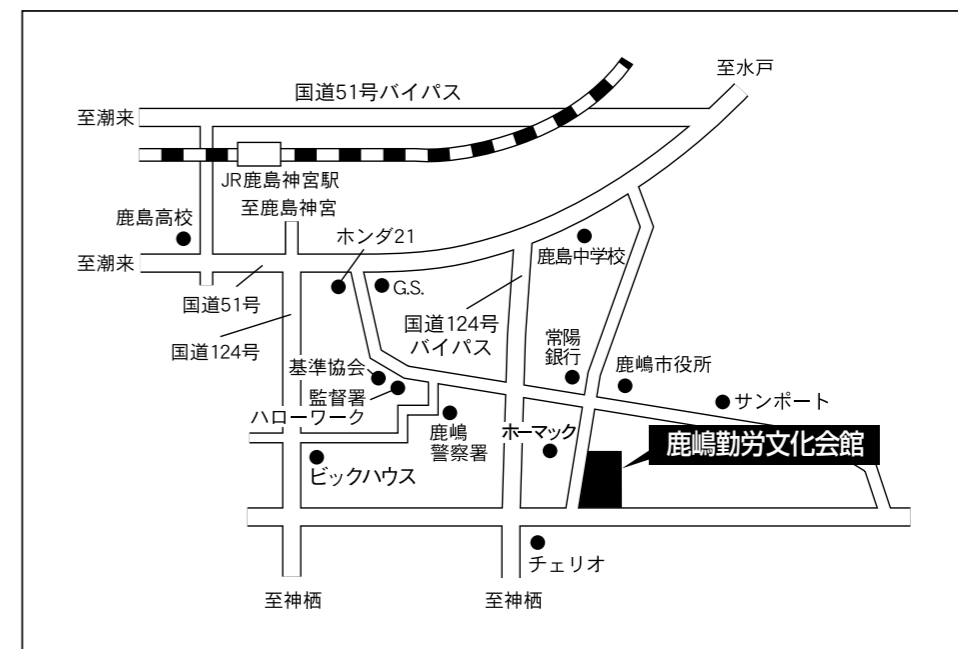 至水戸
国道51号バイパス
至潮来
JR鹿島神宮駅
至鹿島神宮
鹿島高校
ホンダ21
鹿島中学校
至潮来
国道51号
G.S.
国道124号
バイパス
国道124号
常陽
銀行
鹿嶋市役所
基準協会
監督署
ハローワーク
サンポート
鹿嶋
警察署
ホーマック
鹿嶋勤労文化会館
ビックハウス
チェリオ
至神栖
至神栖